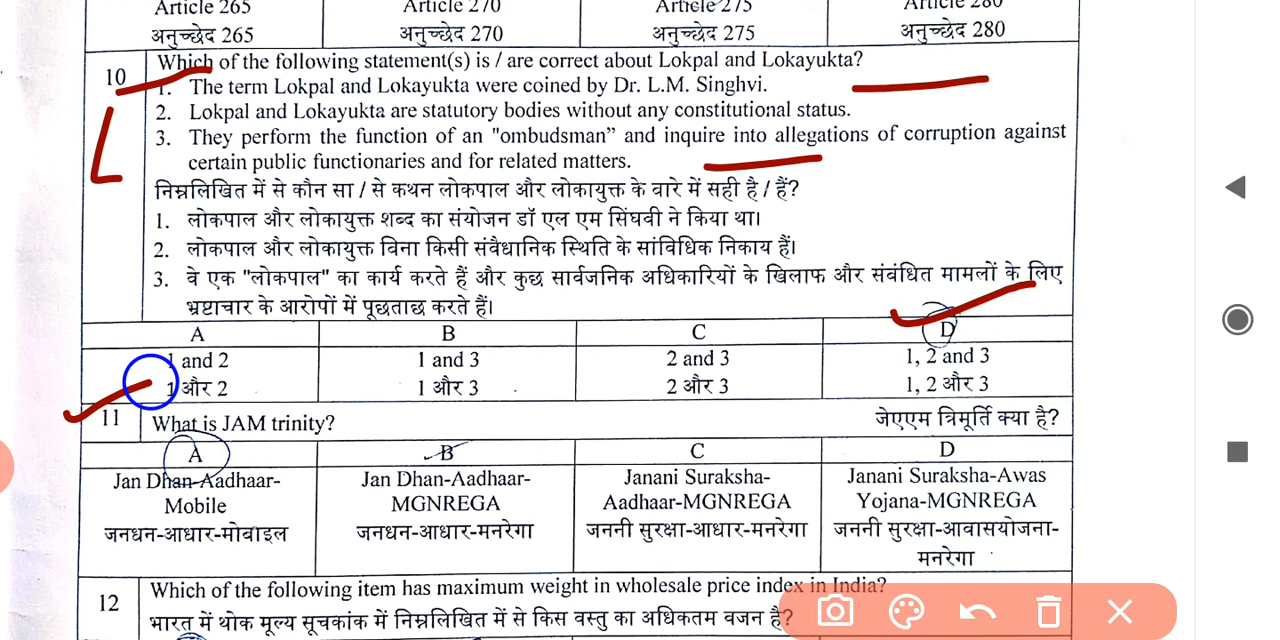 Article 265
Article 270
Article 275
Article 280
अनुच्छेद 265
अनुच्छेद 270
अनुच्छेद 275
अनुच्छेद 280
10
Which of the following statement(s) is / are correct about Lokpal and Lokayukta?
1. The term Lokpal and Lokayukta were coined by Dr. L.M. Singhvi.
2. Lokpal and Lokayukta are statutory bodies without any constitutional status.
3. They perform the function of an "ombudsman” and inquire into allegations of corruption against
certain public functionaries and for related matters.
निम्नलिखित में से कौन सा / से कथन लोकपाल और लोकायुक्त के बारे में सही है / हैं?
1. लोकपाल और लोकायुक्त शब्द का संयोजन डॉ एल एम सिंघवी ने किया था।
2. लोकपाल और लोकायुक्त बिना किसी संवैधानिक स्थिति के सांविधिक निकाय हैं।
3. वे एक "लोकपाल" का कार्य करते हैं और कुछ सार्वजनिक अधिकारियों के खिलाफ और संबंधित मामलों के लिए
भ्रष्टाचार के आरोपों में पूछताछ करते हैं।
A
B
C
D
1 and 2
1 and 3
2 and 3
1, 2 and 3
1 और 2
1 और 3
2 और 3
1, 2 और 3
11
What is JAM trinity?
जेएएम त्रिमूर्ति क्या है?
A
B
C
D
Jan Dhan-Aadhaar-
Mobile
जनधन-आधार-मोबाइल
Jan Dhan-Aadhaar-
MGNREGA
जनधन-आधार-मनरेगा
Janani Suraksha-
Aadhaar-MGNREGA
जननी सुरक्षा-आधार-मनरेगा
Janani Suraksha-Awas
Yojana-MGNREGA
जननी सुरक्षा-आवासयोजना-
मनरेगा
12
Which of the following item has maximum weight in wholesale price index in India?
भारत में थोक मूल्य सूचकांक में निम्नलिखित में से किस वस्तु का अधिकतम वजन है?